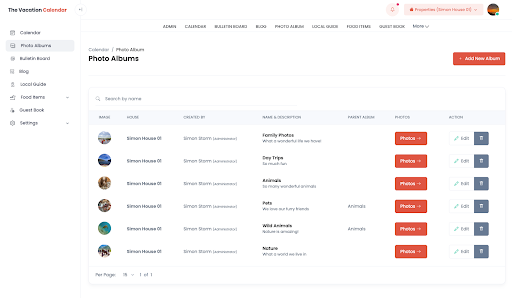 The Vacation Calendar
Properties (Simon House 01)
ADMIN CALENDAR BULLETIN BOARD BLOG PHOTO ALBUM LOCAL GUIDE FOOD ITEMS GUEST BOOK More
Calendar
Photo Albums
Bulletin Board
Blog
Local Guide
Food Items
Guest Book
Settings
Calendar / Photo Album
Photo Albums
+ Add New Album
Search by name
IMAGE HOUSE CREATED BY NAME & DESCRIPTION PARENT ALBUM PHOTOS ACTION
Family Photos
Simon House 01 Simon Storm (Administrator) Photos → Edit
What a wonderful life we have!
Day Trips
Simon House 01 Simon Storm (Administrator) Photos → Edit
So much fun
Animals
Simon House 01 Simon Storm (Administrator) Photos → Edit
So many wonderful animals
Pets
Simon House 01 Simon Storm (Administrator) Animals Photos → Edit
We love our furry friends
Wild Animals
Simon House 01 Simon Storm (Administrator) Animals Photos → Edit
Nature is amazing!
Nature
Simon House 01 Simon Storm (Administrator) Photos → Edit
What a world we live in
Per Page: 15 1 of 1